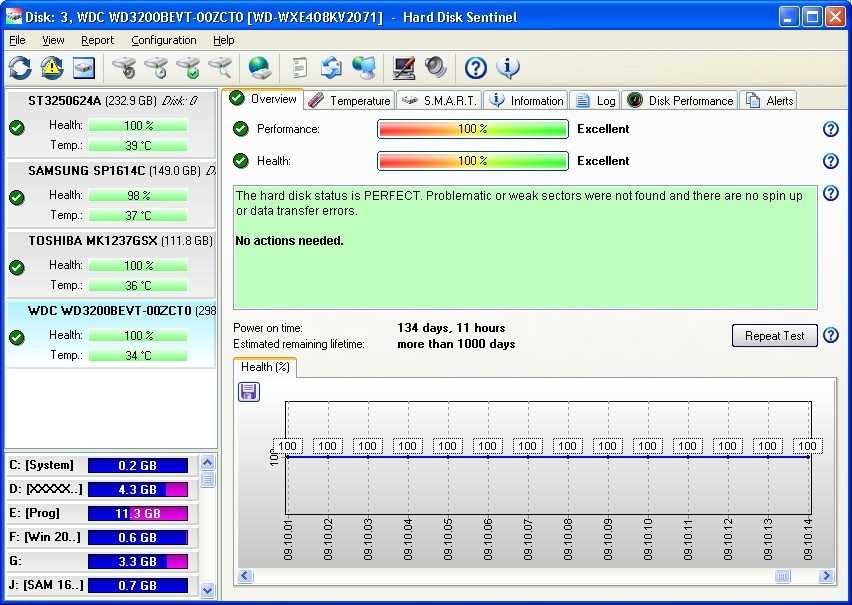 Disk: 3, WDC WD3200BEVT-00ZCT0 [WD-WXE408KV2071] - Hard Disk Sentinel
File View Report Configuration Help
ST3250624A (232.9 GB) Disk: 0
Health: 100 %
Temp.: 39 °C
SAMSUNG SP1614C (149.0 GB)
Health: 98 %
Temp.: 37 °C
TOSHIBA MK1237GSX (111.8 GB)
Health: 100 %
Temp.: 36 °C
WDC WD3200BEVT-00ZCT0 (298
Health: 100 %
Temp.: 34 °C
C: [System] 0.2 GB
D: [XXXXX..] 4.3 GB
E: [Prog] 11.3 GB
F: [Win 20..] 0.6 GB
G: 3.3 GB
J: [SAM 16..] 0.7 GB
Overview Temperature S.M.A.R.T. Information Log Disk Performance Alerts
Performance: 100 % Excellent
Health: 100 % Excellent
The hard disk status is PERFECT. Problematic or weak sectors were not found and there are no spin up
or data transfer errors.
No actions needed.
Power on time: 134 days, 11 hours
Estimated remaining lifetime: more than 1000 days
Repeat Test
Health (%)
100 100 100 100 100 100 100 100 100 100 100 100 100 100
100
09.10.01 09.10.02 09.10.03 09.10.04 09.10.05 09.10.06 09.10.07 09.10.08 09.10.09 09.10.10 09.10.11 09.10.12 09.10.13 09.10.14